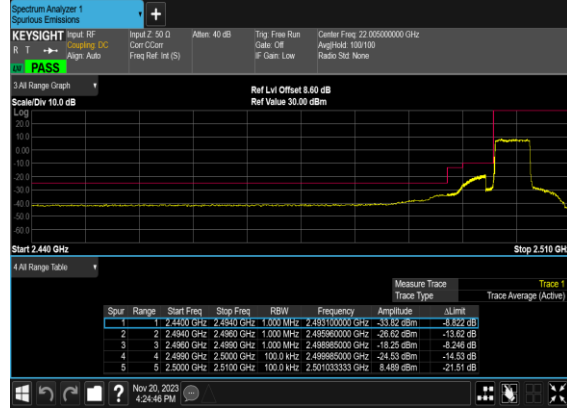 Spectrum Analyzer 1
Spurious Emissions
+
KEYSIGHT Input: RF Input Z: 50 Ω Atten: 40 dB Trig: Free Run Center Freq: 22.005000000 GHz
R T Coupling: DC Corr CCorr Gate: Off Avg|Hold: 100/100
Align: Auto Freq Ref: Int (S) IF Gain: Low Radio Std: None
PASS
3 All Range Graph Ref Lvl Offset 8.60 dB
Scale/Div 10.0 dB Ref Value 30.00 dBm
Log
20.0
10.0
0.00
-10.0
-20.0
-30.0
-40.0
-50.0
-60.0
Start 2.440 GHz Stop 2.510 GHz
4 All Range Table
Measure Trace Trace 1
Trace Type Trace Average (Active)
Spur Range Start Freq Stop Freq RBW Frequency Amplitude ΔLimit
1 1 2.4400 GHz 2.4940 GHz 1.000 MHz 2.493100000 GHz -33.82 dBm -8.822 dB
2 2 2.4940 GHz 2.4960 GHz 1.000 MHz 2.495960000 GHz -26.62 dBm -13.62 dB
3 3 2.4960 GHz 2.4990 GHz 1.000 MHz 2.498985000 GHz -18.25 dBm -8.246 dB
4 4 2.4990 GHz 2.5000 GHz 100.0 kHz 2.499985000 GHz -24.53 dBm -14.53 dB
5 5 2.5000 GHz 2.5100 GHz 100.0 kHz 2.501033333 GHz 8.489 dBm -21.51 dB
? Nov 20, 2023
4:24:46 PM